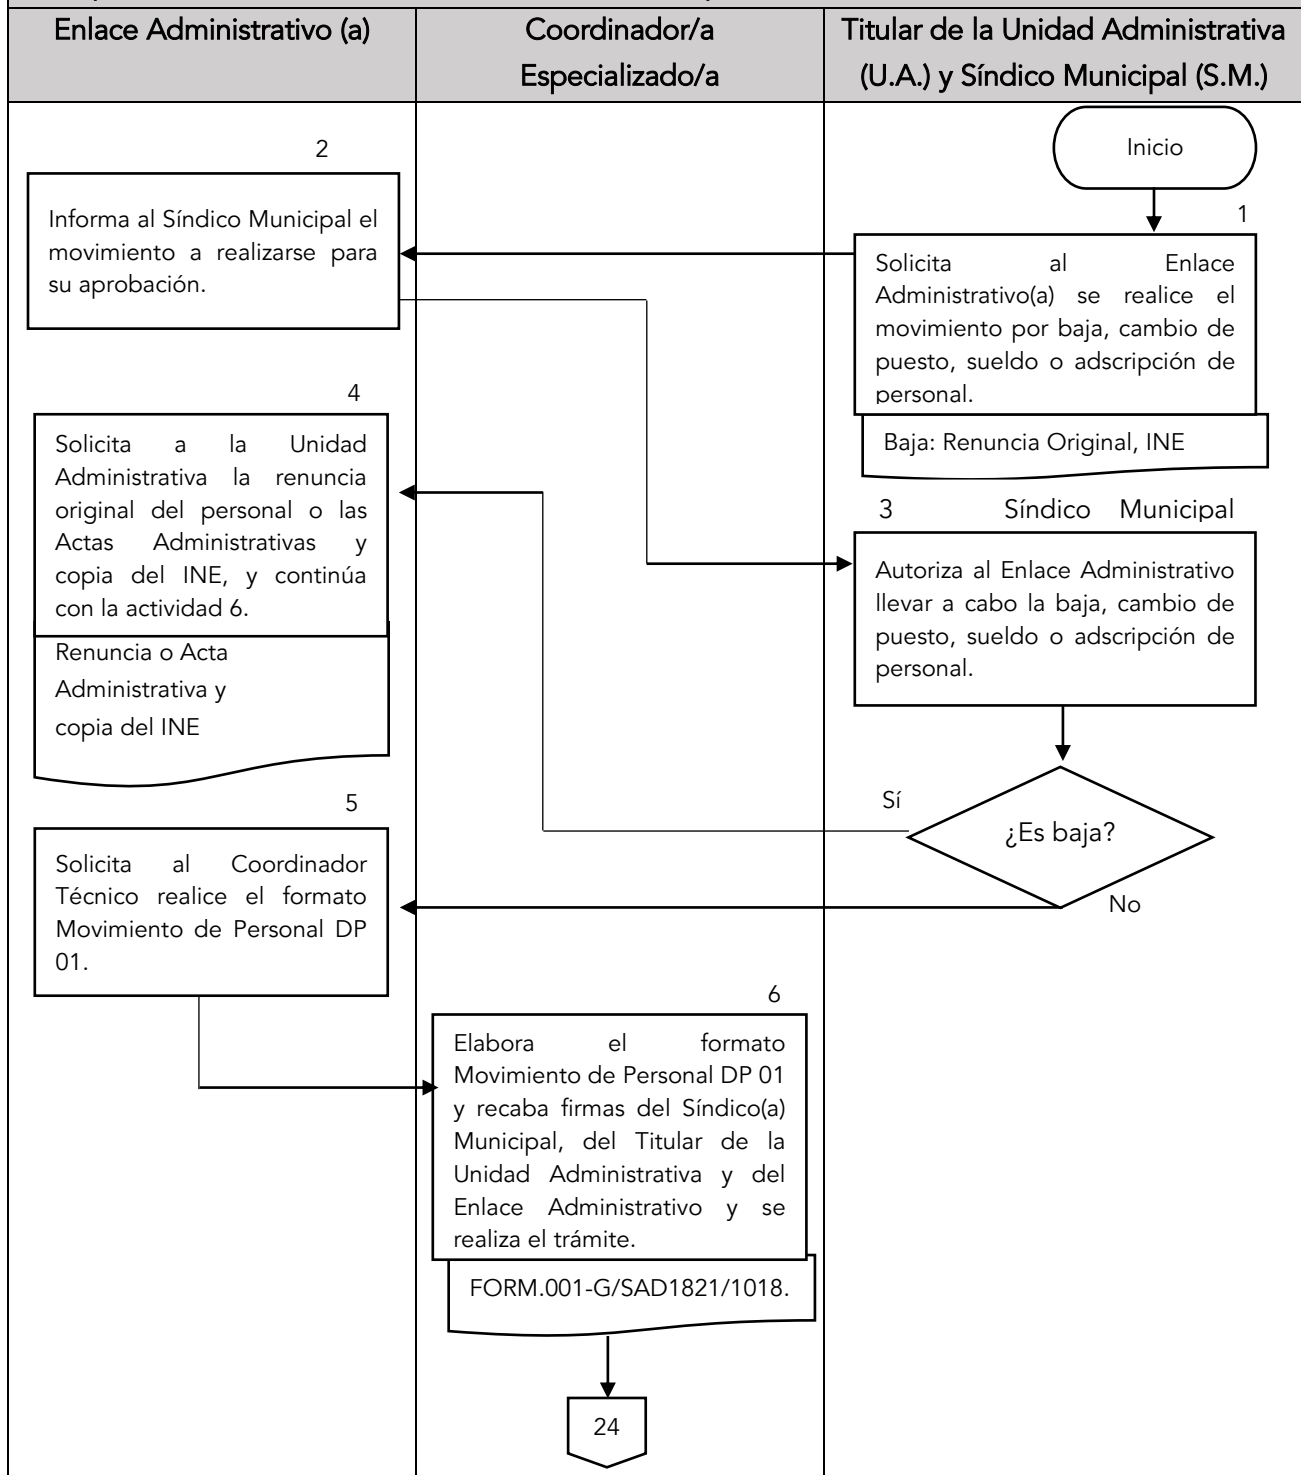 Enlace Administrativo (a)
Coordinador/a
Especializado/a
Titular de la Unidad Administrativa
(U.A.) y Síndico Municipal (S.M.)
Inicio
1
Solicita al Enlace
Administrativo(a) se realice el
movimiento por baja, cambio de
puesto, sueldo o adscripción de
personal.
Baja: Renuncia Original, INE
2
Informa al Síndico Municipal el
movimiento a realizarse para
su aprobación.
3 Síndico Municipal
Autoriza al Enlace Administrativo
llevar a cabo la baja, cambio de
puesto, sueldo o adscripción de
personal.
¿Es baja?
Sí
No
4
Solicita a la Unidad
Administrativa la renuncia
original del personal o las
Actas Administrativas y
copia del INE, y continúa
con la actividad 6.
Renuncia o Acta
Administrativa y
copia del INE
5
Solicita al Coordinador
Técnico realice el formato
Movimiento de Personal DP
01.
6
Elabora el formato
Movimiento de Personal DP 01
y recaba firmas del Síndico(a)
Municipal, del Titular de la
Unidad Administrativa y del
Enlace Administrativo y se
realiza el trámite.
FORM.001-G/SAD1821/1018.
24